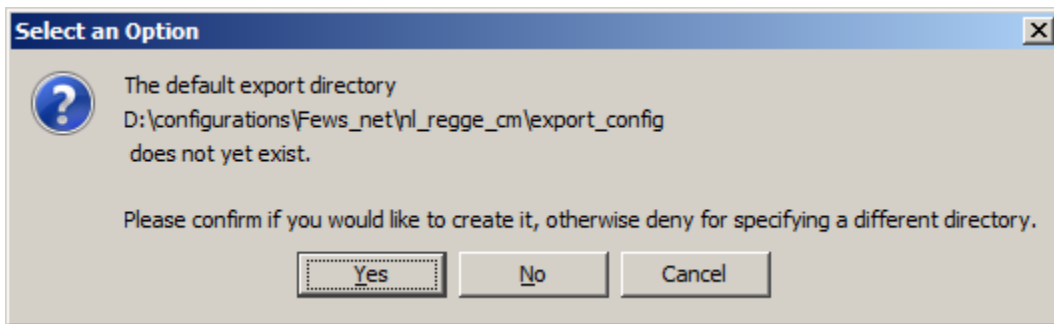 Select an Option
The default export directory
D:\configurations\Fews_net\nl_regge_cm\export_config
does not yet exist.
Please confirm if you would like to create it, otherwise deny for specifying a different directory.
Yes
No
Cancel